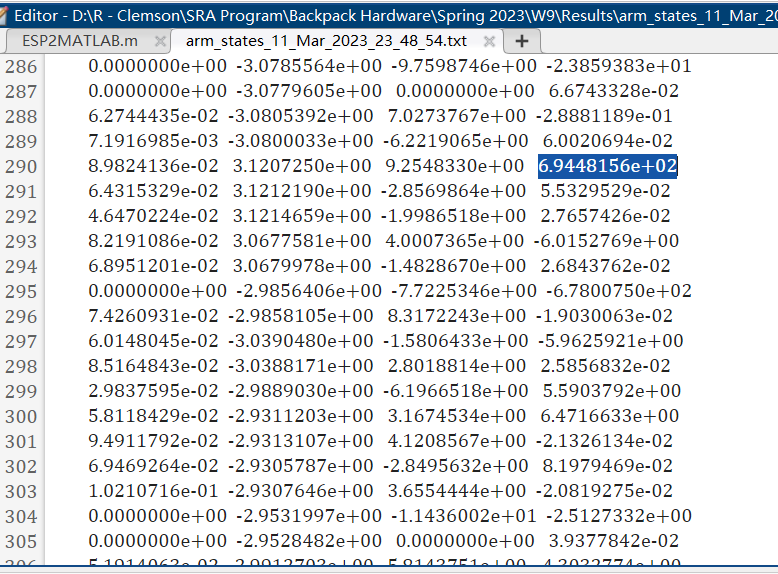 Editor - D:\R - Clemson\SRA Program\Backpack Hardware\Spring 2023\W9\Results\arm_states_11_Mar_20
ESP2MATLAB.m × arm_states_11_Mar_2023_23_48_54.txt × +
286 0.0000000e+00 -3.0785564e+00 -9.7598746e+00 -2.3859383e+01
287 0.0000000e+00 -3.0779605e+00 0.0000000e+00 6.6743328e-02
288 6.2744435e-02 -3.0805392e+00 7.0273767e+00 -2.8881189e-01
289 7.1916985e-03 -3.0800033e+00 -6.2219065e+00 6.0020694e-02
290 8.9824136e-02 3.1207250e+00 9.2548330e+00 6.9448156e+02
291 6.4315329e-02 3.1212190e+00 -2.8569864e+00 5.5329529e-02
292 4.6470224e-02 3.1214659e+00 -1.9986518e+00 2.7657426e-02
293 8.2191086e-02 3.0677581e+00 4.0007365e+00 -6.0152769e+00
294 6.8951201e-02 3.0679978e+00 -1.4828670e+00 2.6843762e-02
295 0.0000000e+00 -2.9856406e+00 -7.7225346e+00 -6.7800750e+02
296 7.4260931e-02 -2.9858105e+00 8.3172243e+00 -1.9030063e-02
297 6.0148045e-02 -3.0390480e+00 -1.5806433e+00 -5.9625921e+00
298 8.5164843e-02 -3.0388171e+00 2.8018814e+00 2.5856832e-02
299 2.9837595e-02 -2.9889030e+00 -6.1966518e+00 5.5903792e+00
300 5.8118429e-02 -2.9311203e+00 3.1674534e+00 6.4716633e+00
301 9.4911792e-02 -2.9313107e+00 4.1208567e+00 -2.1326134e-02
302 6.9469264e-02 -2.9305787e+00 -2.8495632e+00 8.1979469e-02
303 1.0210716e-01 -2.9307646e+00 3.6554444e+00 -2.0819275e-02
304 0.0000000e+00 -2.9531997e+00 -1.1436002e+01 -2.5127332e+00
305 0.0000000e+00 -2.9528482e+00 0.0000000e+00 3.9377842e-02